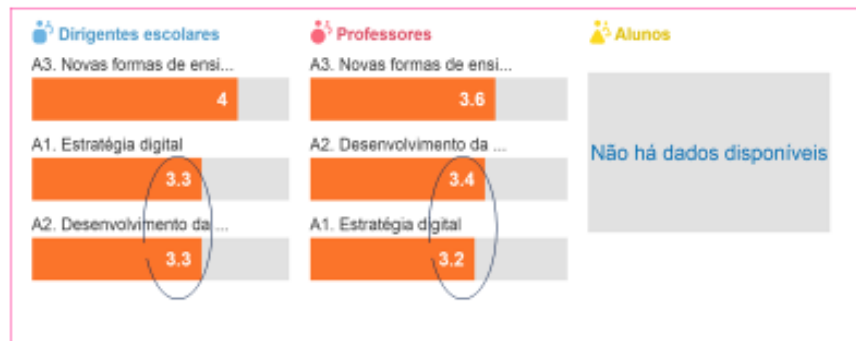 Dirigentes escolares
A3. Novas formas de ensi...
4
A1. Estratégia digital
3.3
A2. Desenvolvimento da ...
3.3
Professores
A3. Novas formas de ensi...
3.6
A2. Desenvolvimento da ...
3.4
A1. Estratégia digital
3.2
Alunos
Não há dados disponíveis